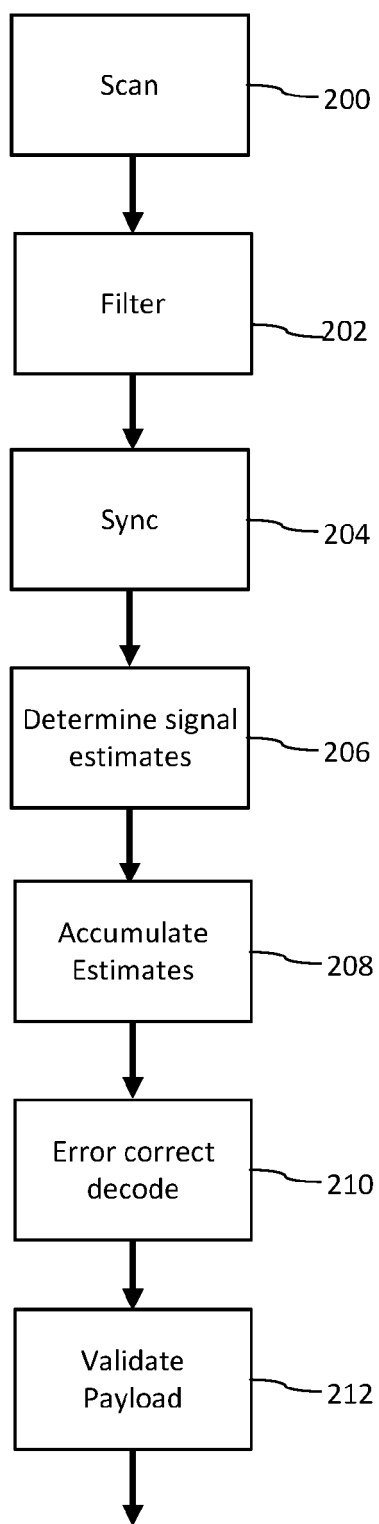 Scan
200
Filter
202
Sync
204
Determine signal
estimates
206
Accumulate
Estimates
208
Error correct
decode
210
Validate
Payload
212